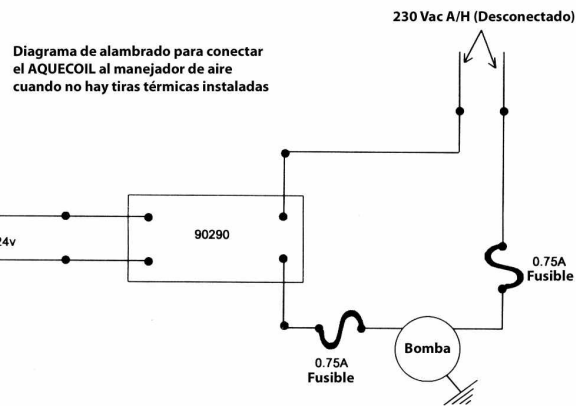 230 Vac A/H (Desconectado)
Diagrama de alambrado para conectar
el AQUECOIL al manejador de aire
cuando no hay tiras térmicas instaladas
24v
90290
0.75A
Fusible
Bomba
0.75A
Fusible